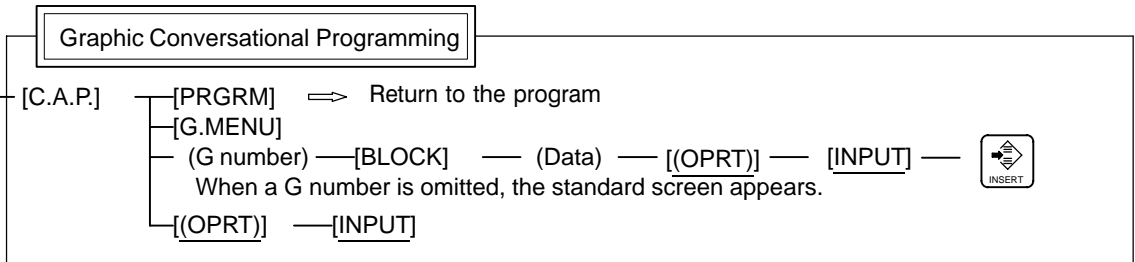 Graphic Conversational Programming
[C.A.P.] [PRGRM] Return to the program
[G.MENU]
(G number) [BLOCK] (Data) [(OPRT)] [INPUT] INSERT
When a G number is omitted, the standard screen appears.
[(OPRT)] [INPUT]